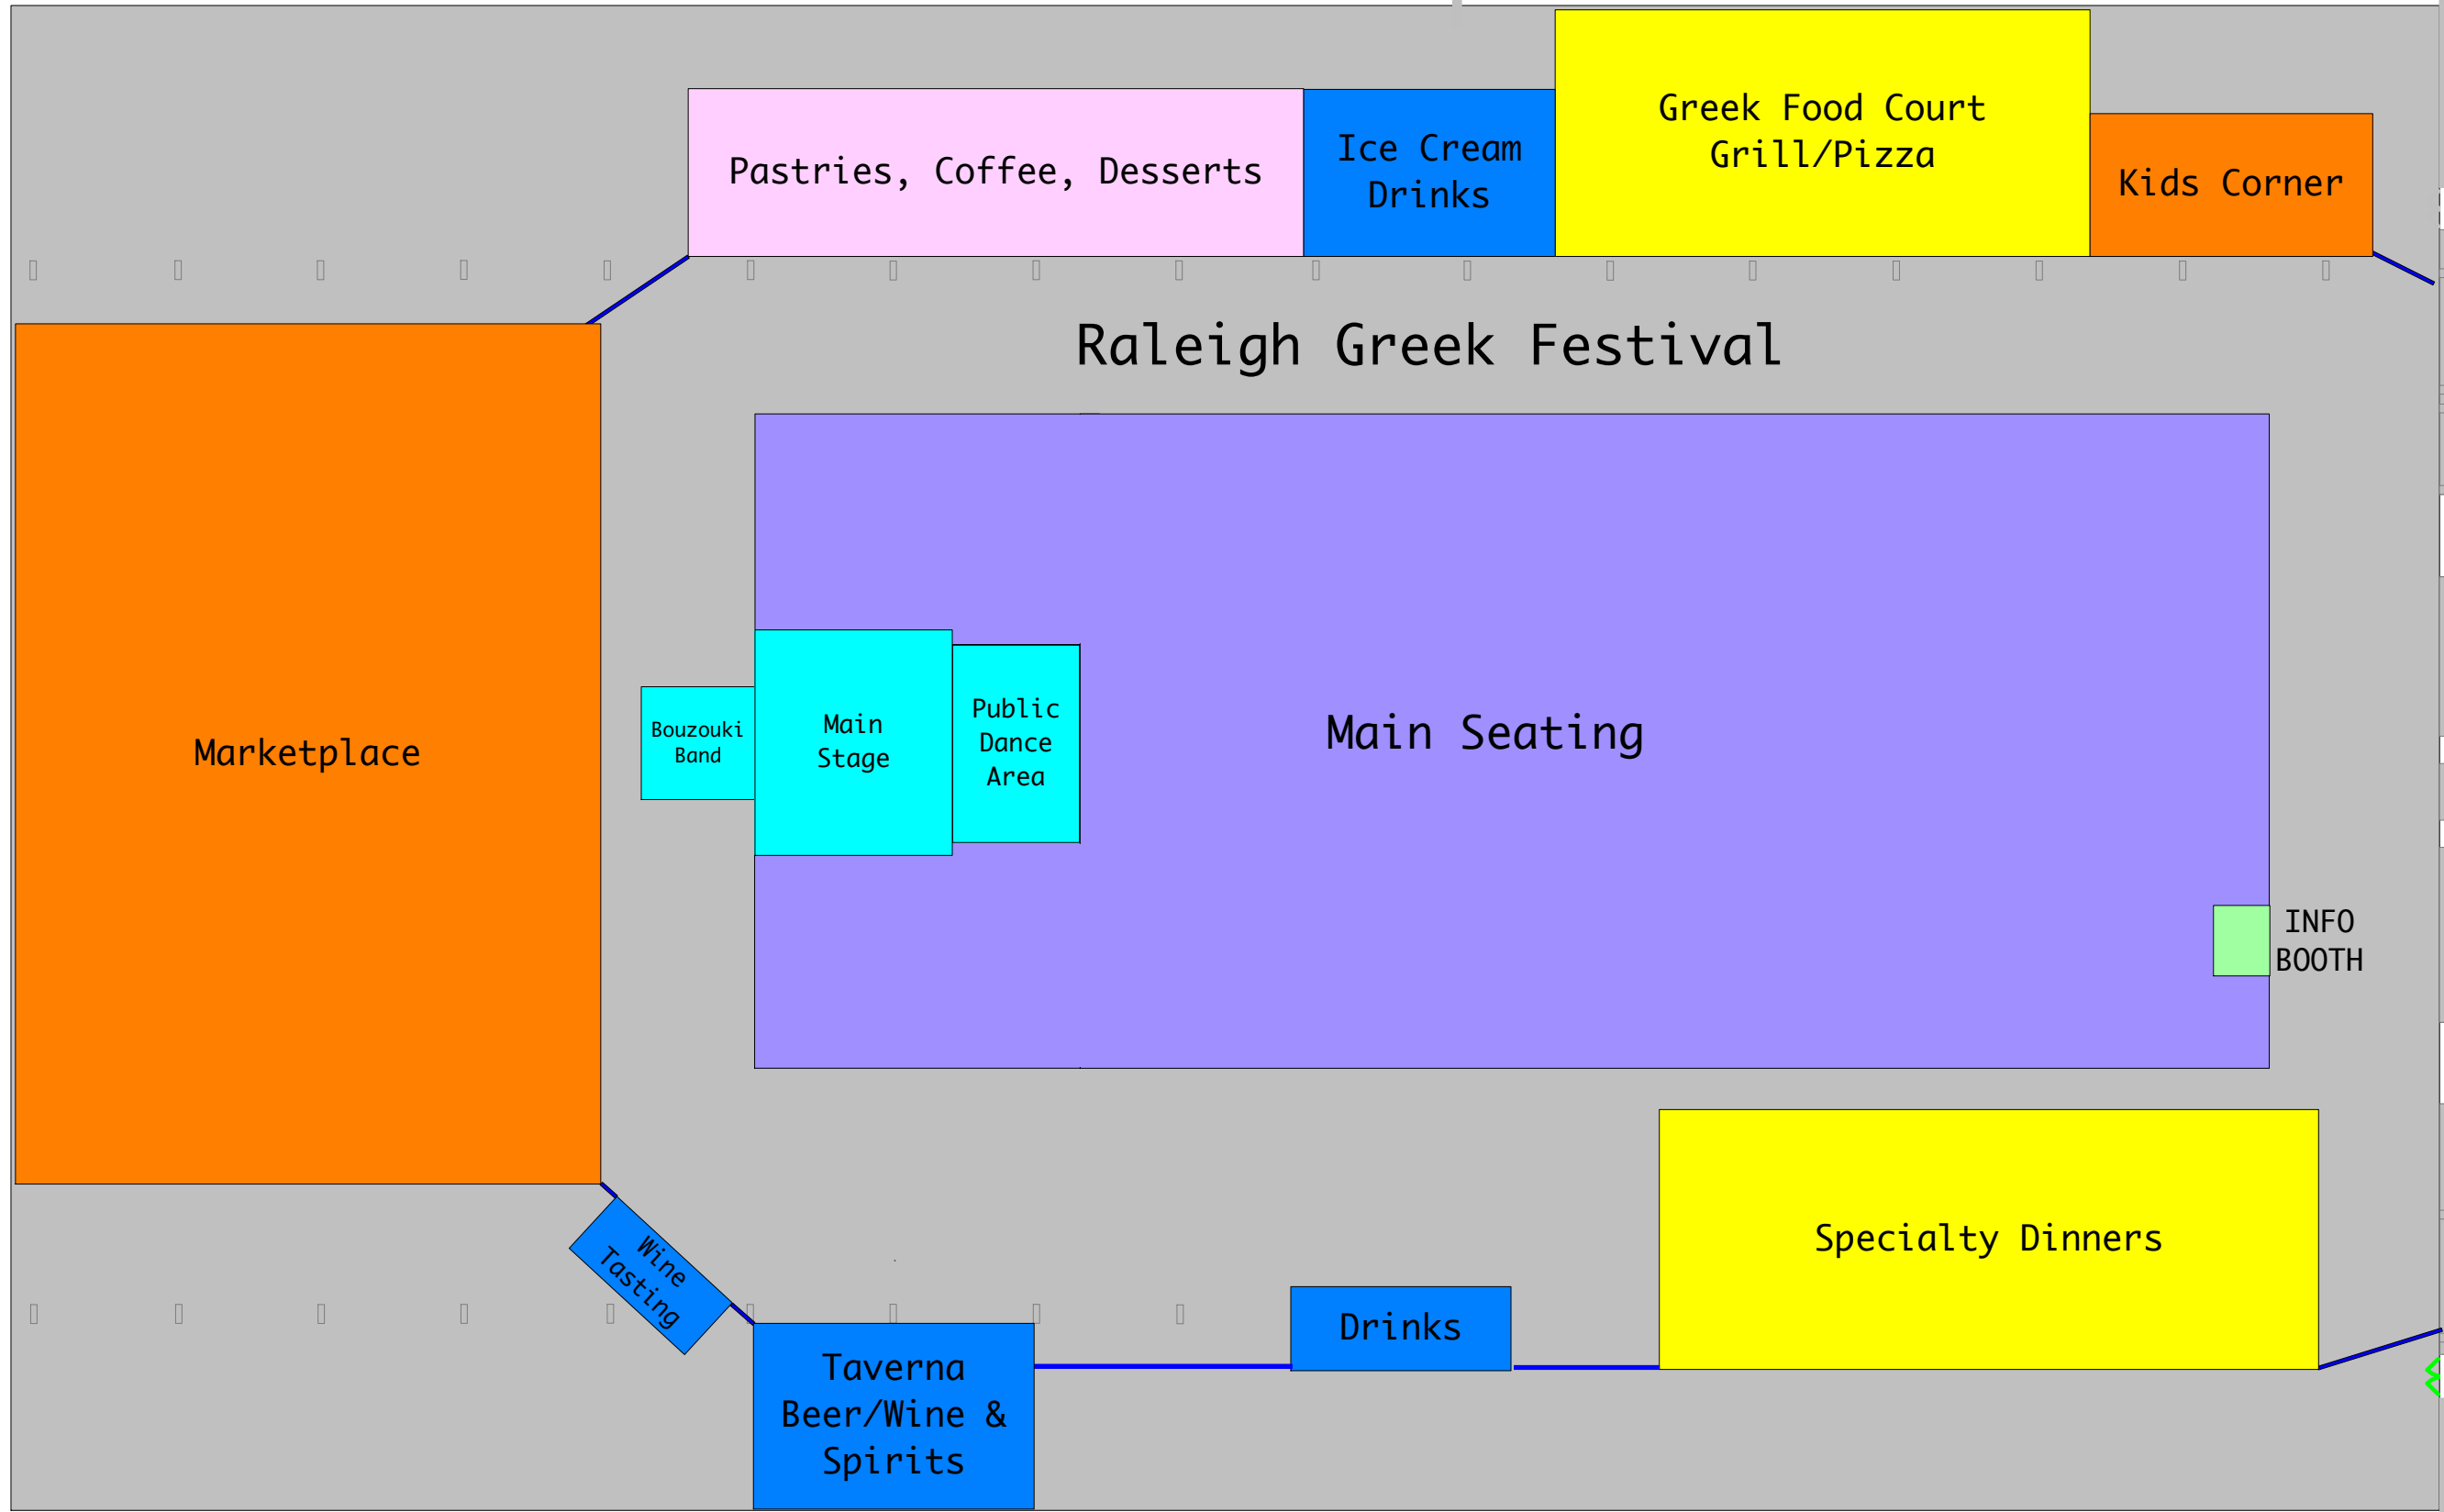 Pastries, Coffee, Desserts
Ice Cream
Drinks
Greek Food Court
Grill/Pizza
Kids Corner
Raleigh Greek Festival
Marketplace
Bouzouki
Band
Main
Stage
Public
Dance
Area
Main Seating
INFO
BOOTH
Wine
Tasting
Taverna
Beer/Wine &
Spirits
Drinks
Specialty Dinners